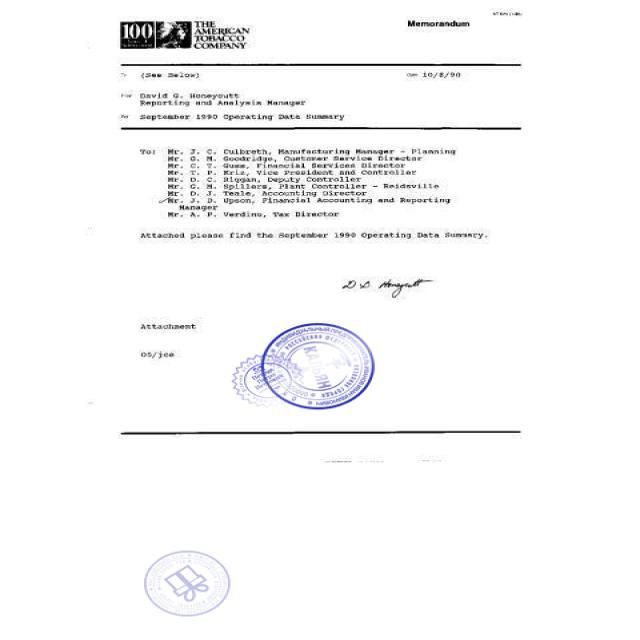 100
THE
AMERICAN
TOBACCO
COMPANY
Memorandum
To (See Below)
Date 10/8/90
From David G. Honeycutt
Reporting and Analysis Manager
Re September 1990 Operating Data Summary
To: Mr. J. C. Culbreth, Manufacturing Manager - Planning
Mr. G. M. Goodridge, Customer Service Director
Mr. C. T. Guee, Financial Services Director
Mr. T. P. Kriz, Vice President and Controller
Mr. D. C. Riggan, Deputy Controller
Mr. G. M. Spillers, Plant Controller - Reidsville
Mr. D. J. Teale, Accounting Director
Mr. J. D. Upson, Financial Accounting and Reporting
Manager
Mr. A. P. Verdino, Tax Director
Attached please find the September 1990 Operating Data Summary.
D G Honeycutt
Attachment
05/jce
ИНДИВИДУАЛЬНЫЙ ПРЕДПРИНИМАТЕЛЬ